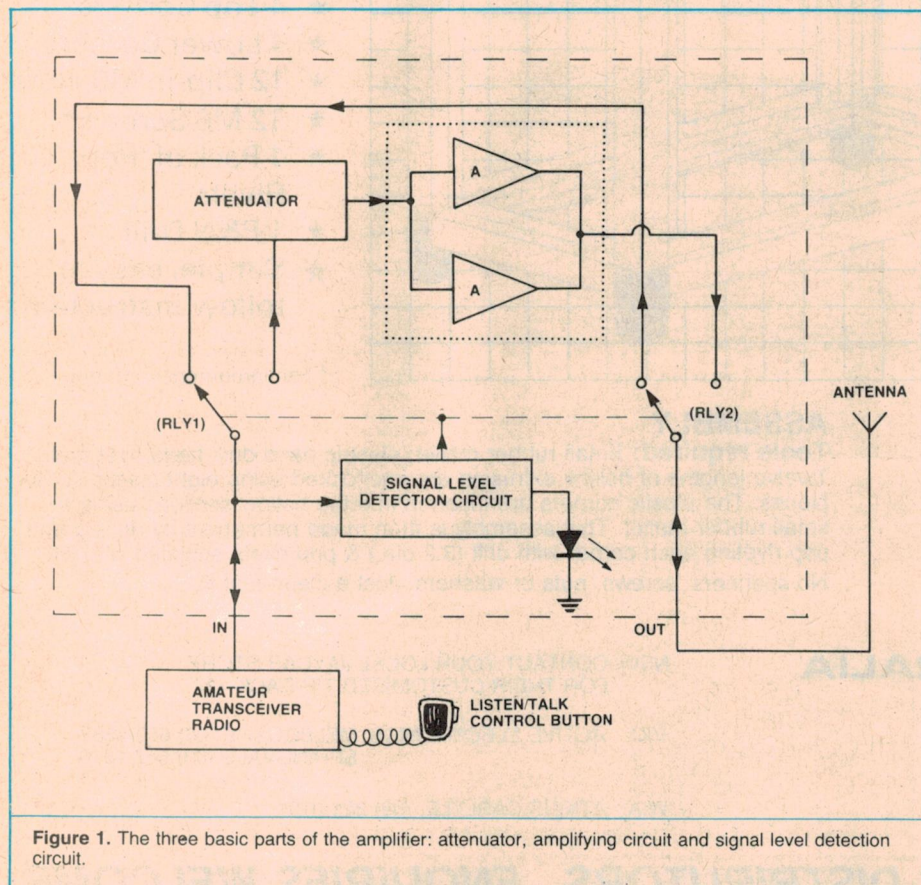 ATTENUATOR
A
A
(RLY1)
(RLY2)
ANTENNA
SIGNAL LEVEL
DETECTION CIRCUIT
IN
OUT
AMATEUR
TRANSCEIVER
RADIO
LISTEN/TALK
CONTROL BUTTON
Figure 1. The three basic parts of the amplifier: attenuator, amplifying circuit and signal level detection
circuit.